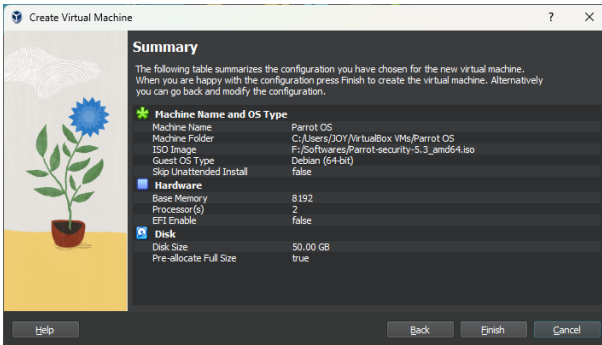 Create Virtual Machine
?
Summary
The following table summarizes the configuration you have chosen for the new virtual machine.
When you are happy with the configuration press Finish to create the virtual machine. Alternatively
you can go back and modify the configuration.
Machine Name and OS Type
Machine Name Parrot OS
Machine Folder C:/Users/JOY/VirtualBox VMs/Parrot OS
ISO Image F:/Softwares/Parrot-security-5.3_amd64.iso
Guest OS Type Debian (64-bit)
Skip Unattended Install false
Hardware
Base Memory 8192
Processor(s) 2
EFI Enable false
Disk
Disk Size 50.00 GB
Pre-allocate Full Size true
Help Back Finish Cancel